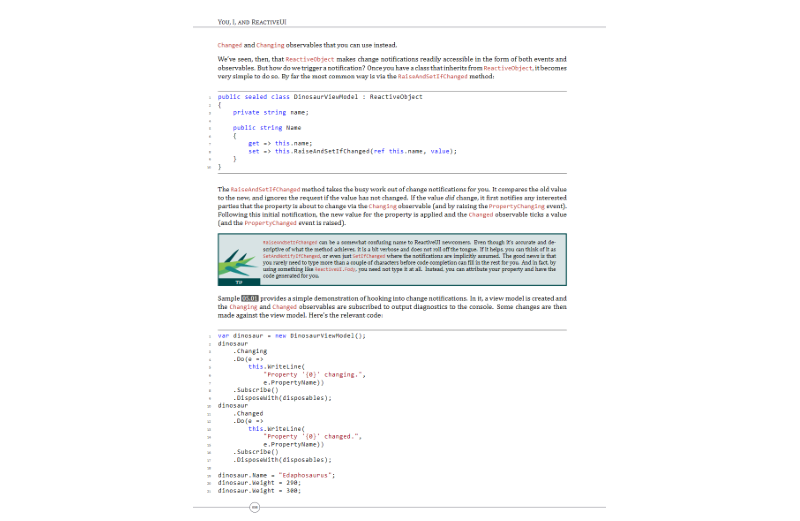 You, I, and ReactiveUI
Changed and Changing observables that you can use instead.
We've seen, then, that ReactiveObject makes change notifications readily accessible in the form of both events and
observables. But how do we trigger a notification? Once you have a class that inherits from ReactiveObject, it becomes
very simple to do so. By far the most common way is via the RaiseAndSetIfChanged method:
1 public sealed class DinosaurViewModel : ReactiveObject
2 {
3 private string name;
4
5 public string Name
6 {
7 get => this.name;
8 set => this.RaiseAndSetIfChanged(ref this.name, value);
9 }
10 }
The RaiseAndSetIfChanged method takes the busy work out of change notifications for you. It compares the old value
to the new, and ignores the request if the value has not changed. If the value did change, it first notifies any interested
parties that the property is about to change via the Changing observable (and by raising the PropertyChanging event).
Following this initial notification, the new value for the property is applied and the Changed observable ticks a value
(and the PropertyChanged event is raised).
RaiseAndSetIfChanged can be a somewhat confusing name to ReactiveUI newcomers. Even though it's accurate and de-
scriptive of what the method achieves, it is a bit verbose and does not roll off the tongue. If it helps, you can think of it as
SetAndNotifyIfChanged, or even just SetIfChanged where the notifications are implicitly assumed. The good news is that
you rarely need to type more than a couple of characters before code completion can fill in the rest for you. And in fact, by
using something like ReactiveUI.Fody, you need not type it at all. Instead, you can attribute your property and have the
code generated for you.
TIP
Sample 05.01 provides a simple demonstration of hooking into change notifications. In it, a view model is created and
the Changing and Changed observables are subscribed to output diagnostics to the console. Some changes are then
made against the view model. Here's the relevant code:
1 var dinosaur = new DinosaurViewModel();
2 dinosaur
3 .Changing
4 .Do(e =>
5 this.WriteLine(
6 "Property '{0}' changing.",
7 e.PropertyName))
8 .Subscribe()
9 .DisposeWith(disposables);
10 dinosaur
11 .Changed
12 .Do(e =>
13 this.WriteLine(
14 "Property '{0}' changed.",
15 e.PropertyName))
16 .Subscribe()
17 .DisposeWith(disposables);
18
19 dinosaur.Name = "Edaphosaurus";
20 dinosaur.Weight = 290;
21 dinosaur.Weight = 300;